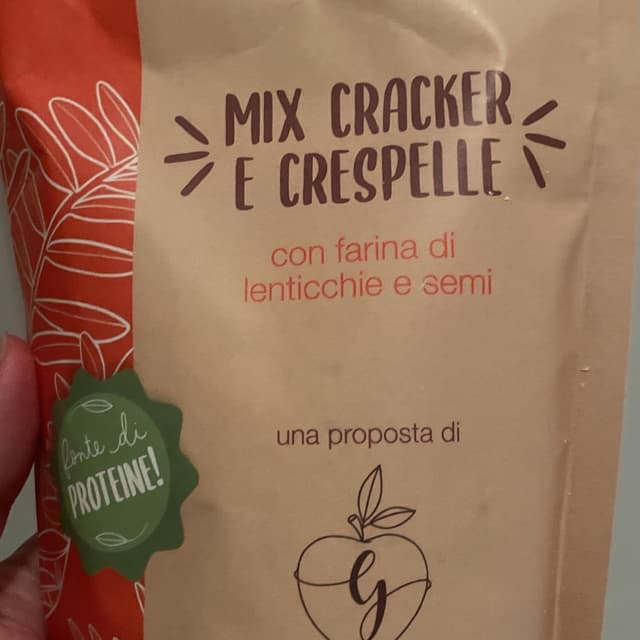 MIX CRACKER
E CRESPELLE
con farina di
lenticchie e semi
una proposta di
fonte di
PROTEINE!
G